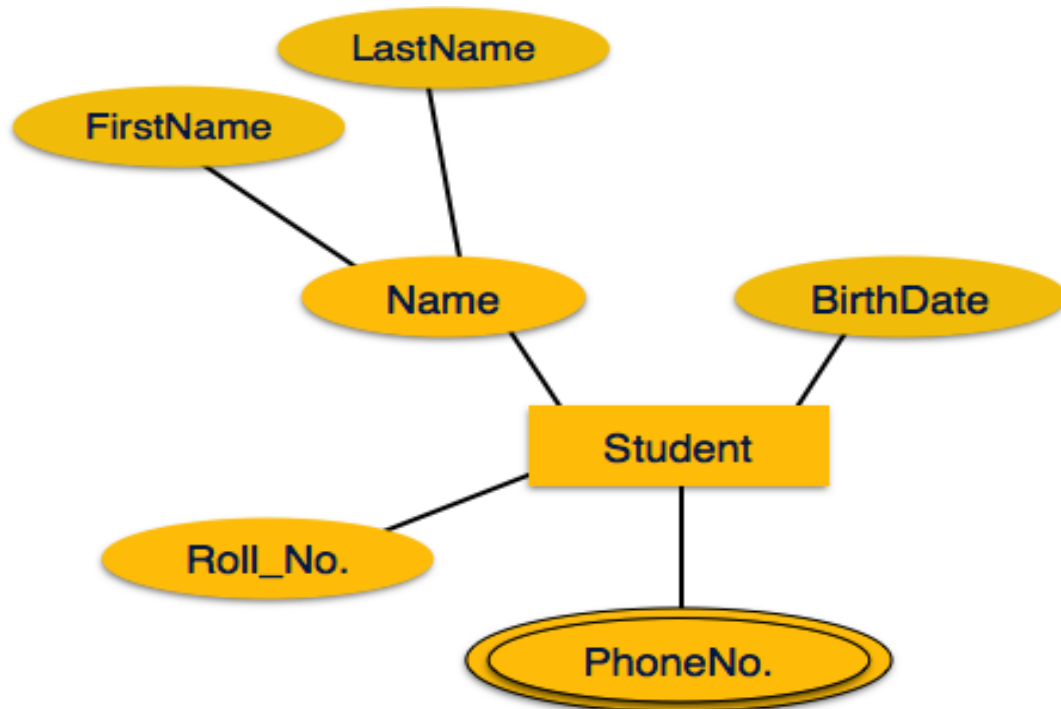 LastName
FirstName
Name
BirthDate
Student
Roll_No.
PhoneNo.